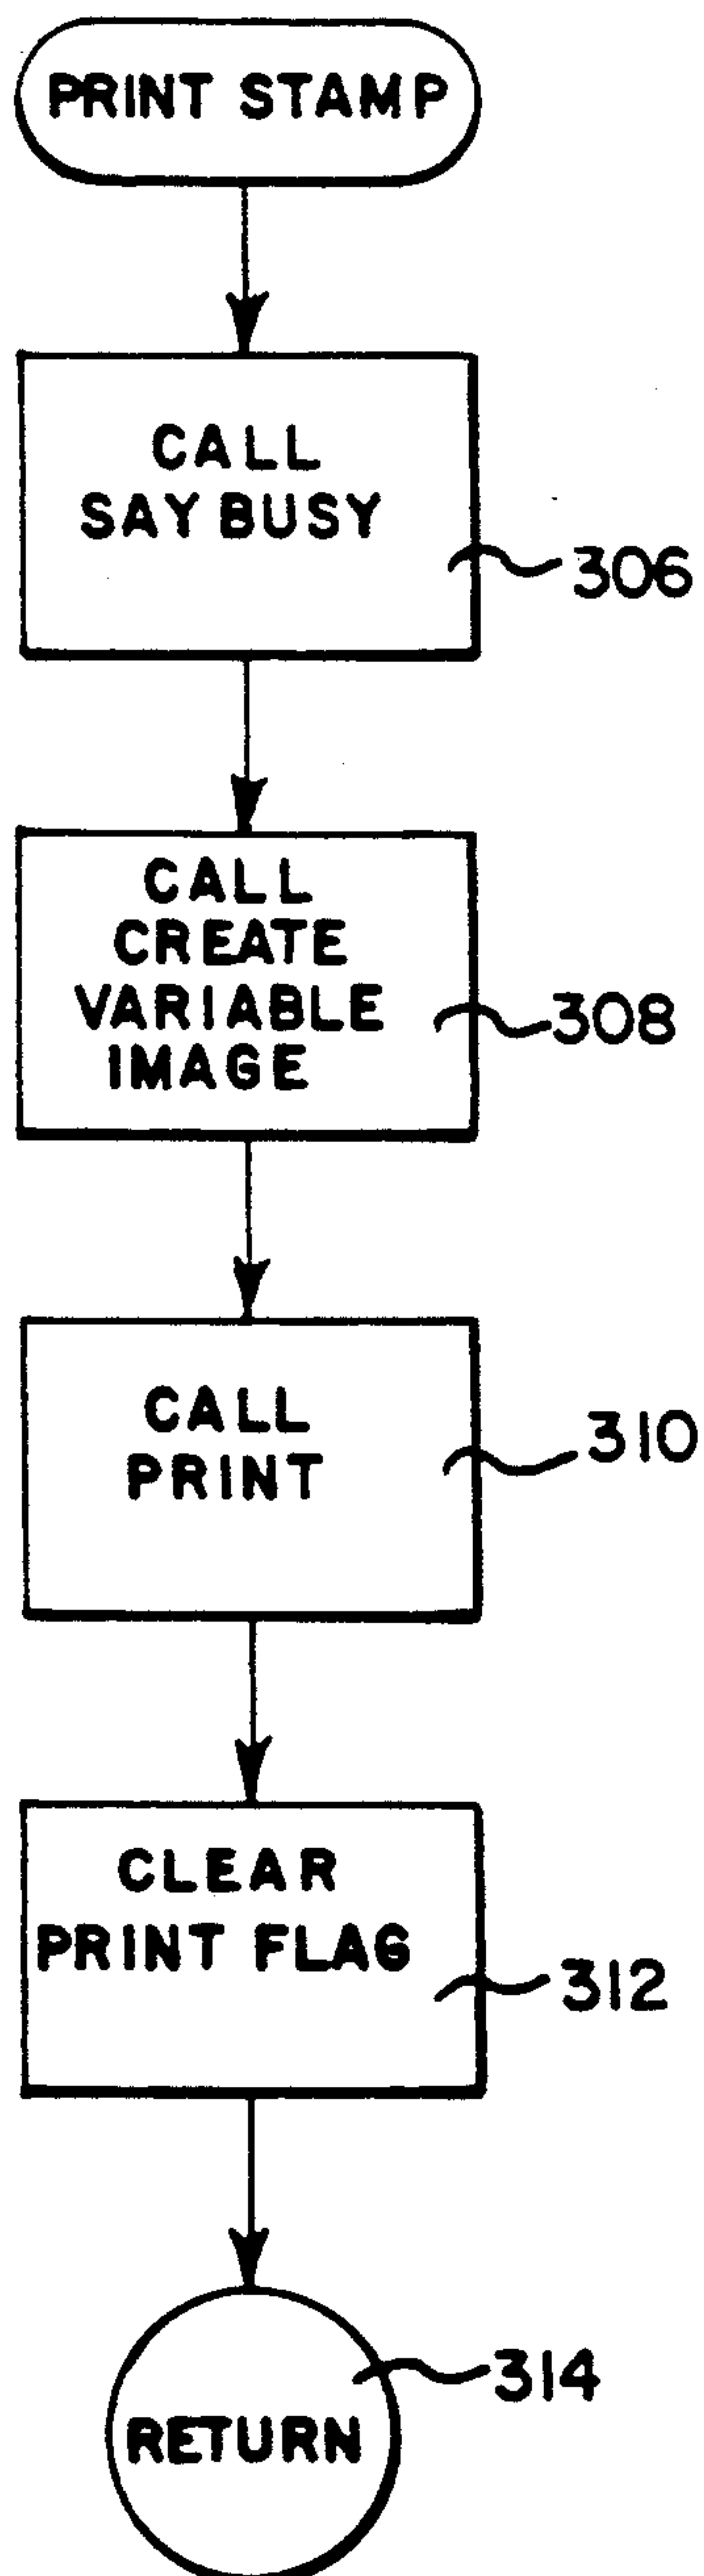 PRINT STAMP
CALL
SAY BUSY
306
CALL
CREATE
VARIABLE
IMAGE
308
CALL
PRINT
310
CLEAR
PRINT FLAG
312
314
RETURN